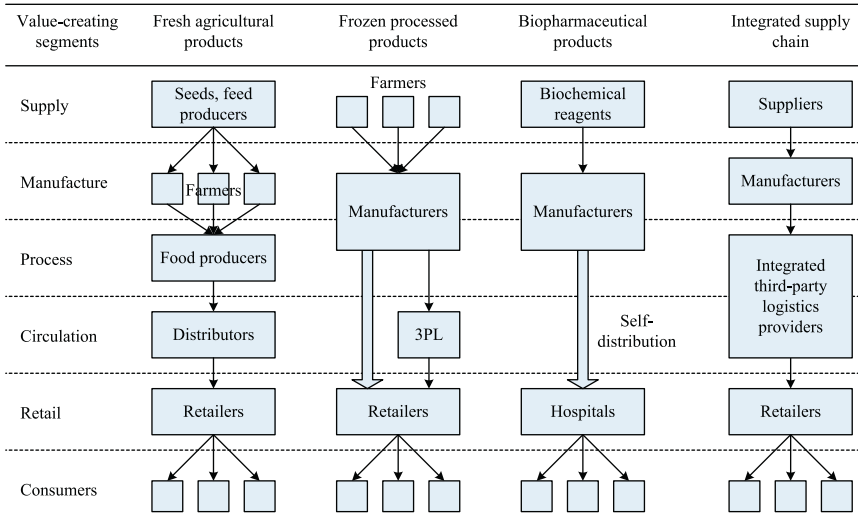 Value-creating
segments
Fresh agricultural
products
Frozen processed
products
Biopharmaceutical
products
Integrated supply
chain
Supply
Seeds, feed
producers
Farmers
Biochemical
reagents
Suppliers
Manufacture
Farmers
Manufacturers
Manufacturers
Manufacturers
Process
Food producers
Integrated
third-party
logistics
providers
Circulation
Distributors
3PL
Self-
distribution
Retail
Retailers
Retailers
Hospitals
Retailers
Consumers